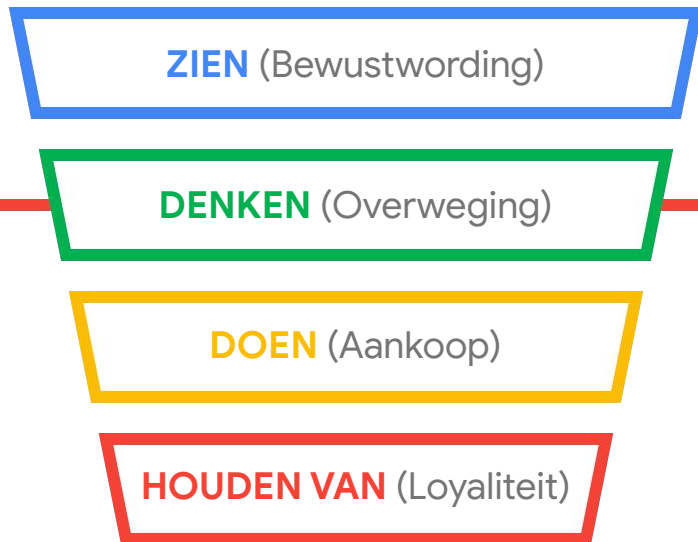 ZIEN (Bewustwording)
DENKEN (Overweging)
DOEN (Aankoop)
HOUDEN VAN (Loyaliteit)